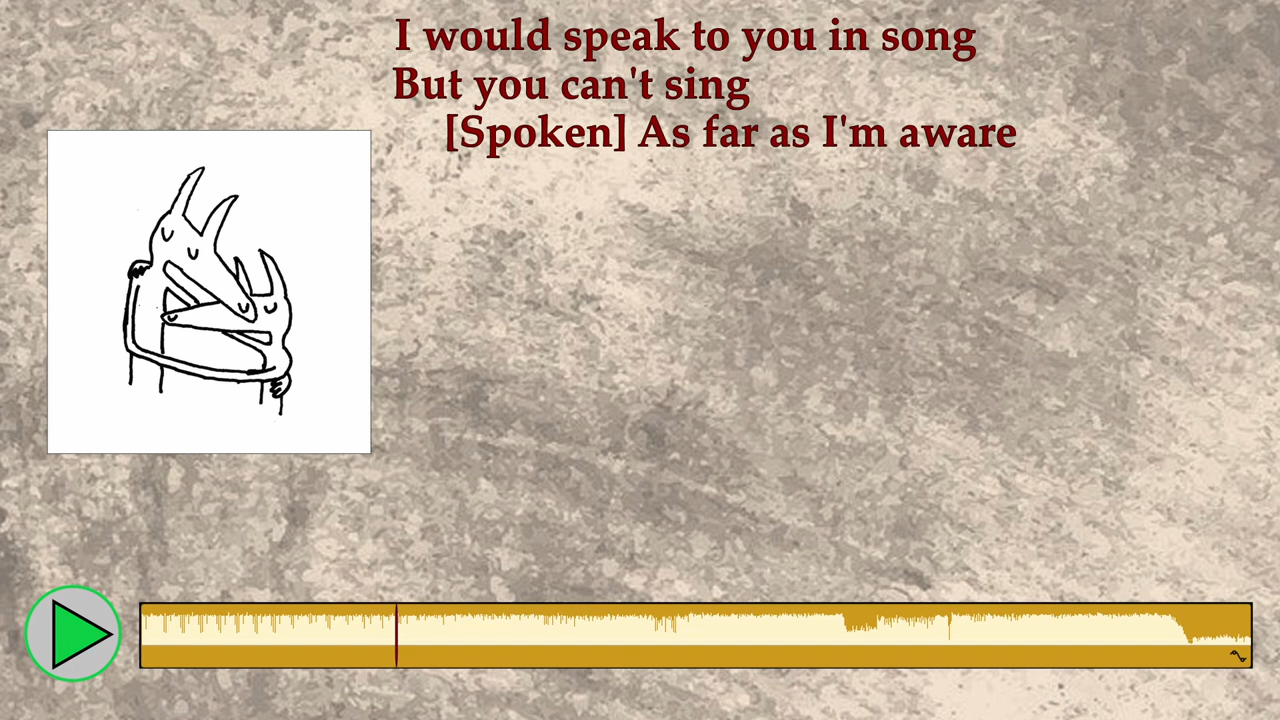 I would speak to you in song
But you can't sing
[Spoken] As far as I'm aware